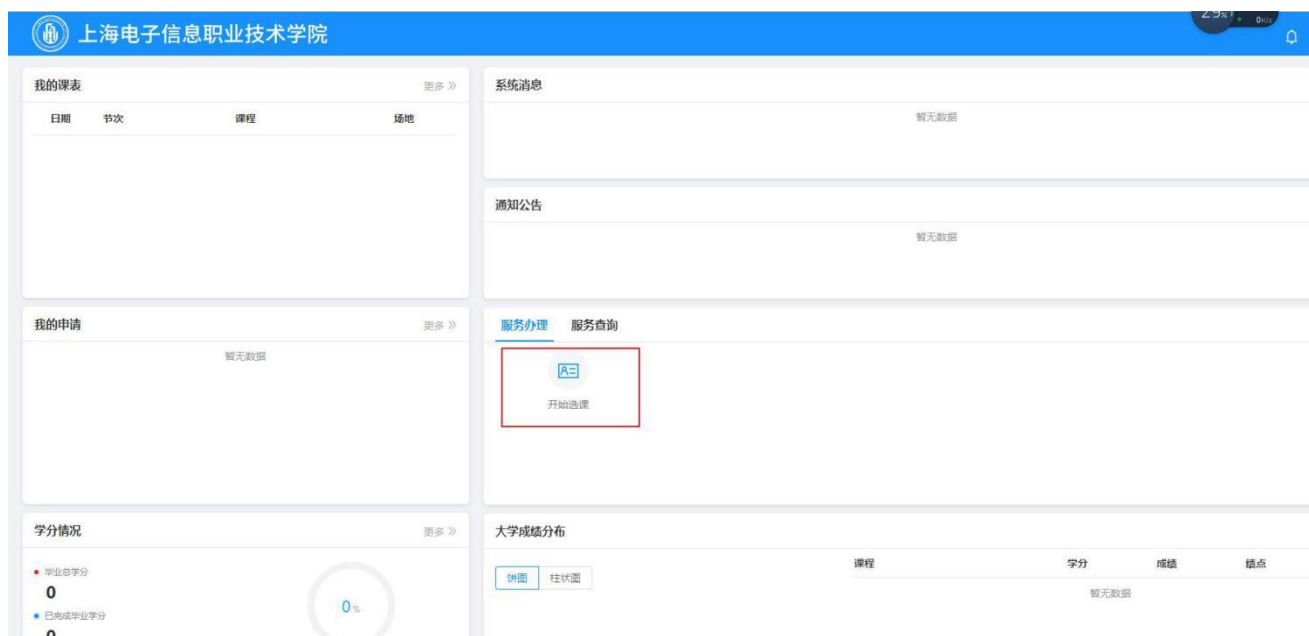 上海电子信息职业技术学院
29%
0K/s
我的课表
更多
日期 节次 课程 场地
系统消息
暂无数据
通知公告
暂无数据
我的申请
更多
暂无数据
服务办理 服务查询
开始选课
学分情况
更多
毕业总学分
0
已完成毕业学分
0
0%
大学成绩分布
饼图 柱状图
课程 学分 成绩 绩点
暂无数据